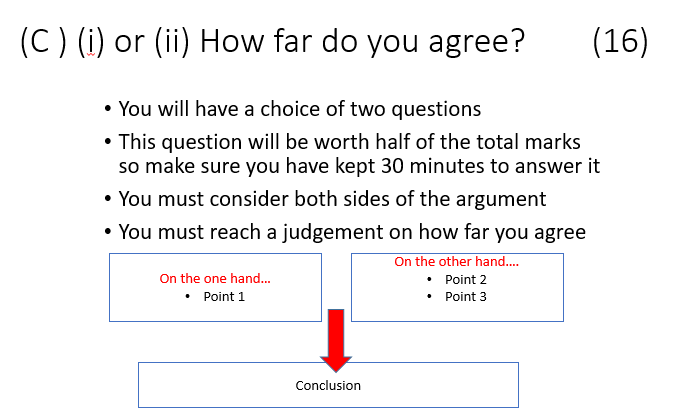 (C ) (i) or (ii) How far do you agree? (16)
• You will have a choice of two questions
• This question will be worth half of the total marks
so make sure you have kept 30 minutes to answer it
• You must consider both sides of the argument
• You must reach a judgement on how far you agree
On the one hand...
• Point 1
On the other hand....
• Point 2
• Point 3
Conclusion